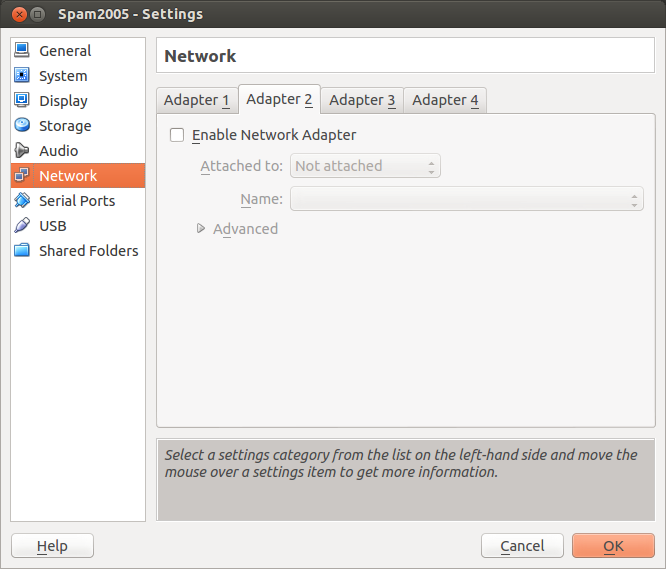 Spam2005 - Settings
General
System
Display
Storage
Audio
Network
Serial Ports
USB
Shared Folders
Network
Adapter 1 Adapter 2 Adapter 3 Adapter 4
Enable Network Adapter
Attached to: Not attached
Name:
Advanced
Select a settings category from the list on the left-hand side and move the
mouse over a settings item to get more information.
Help Cancel OK